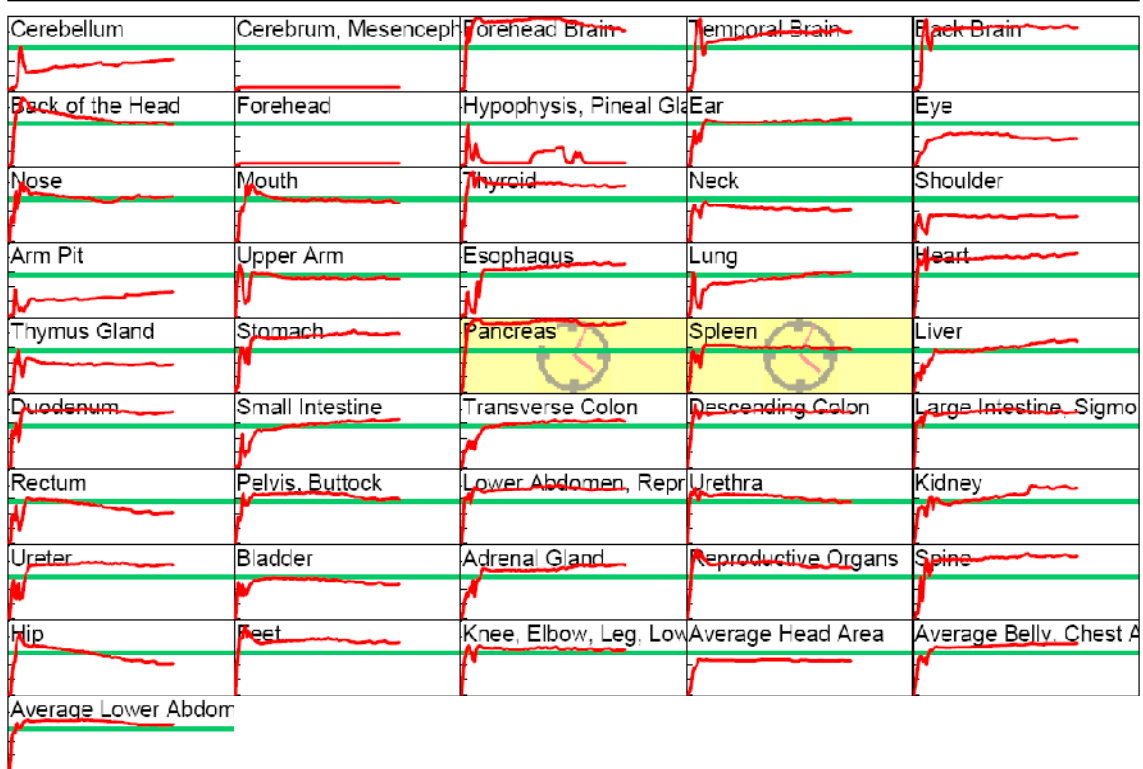 Cerebellum
Cerebrum, Mesenceph
Forehead Brain
Temporal Brain
Back Brain
Back of the Head
Forehead
Hypophysis, Pineal Gla
Ear
Eye
Nose
Mouth
Thyroid
Neck
Shoulder
Arm Pit
Upper Arm
Esophagus
Lung
Heart
Thymus Gland
Stomach
Pancreas
Spleen
Liver
Duodenum
Small Intestine
Transverse Colon
Descending Colon
Large Intestine, Sigmo
Rectum
Pelvis, Buttock
Lower Abdomen, Repr
Urethra
Kidney
Ureter
Bladder
Adrenal Gland
Reproductive Organs
Spine
Hip
Feet
Knee, Elbow, Leg, Low
Average Head Area
Average Belly, Chest A
Average Lower Abdom